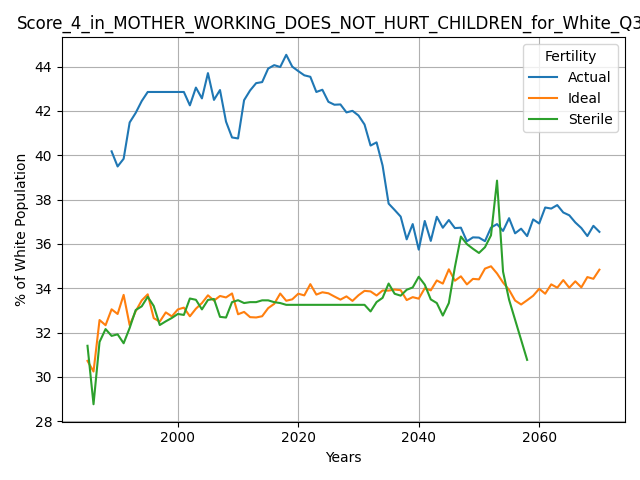 Score_4_in_MOTHER_WORKING_DOES_NOT_HURT_CHILDREN_for_White_Q3
Fertility
Actual
Ideal
Sterile
% of White Population
44
42
40
38
36
34
32
30
28
2000
2020
2040
2060
Years